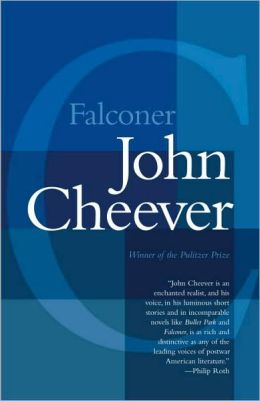 Falconer
John
Cheever
Winner of the Pulitzer Prize
"John Cheever is an
enchanted realist, and his
voice, in his luminous short
stories and in incomparable
novels like Bullet Park and
Falconer, is as rich and
distinctive as any of the
leading voices of postwar
American literature."
—Philip Roth